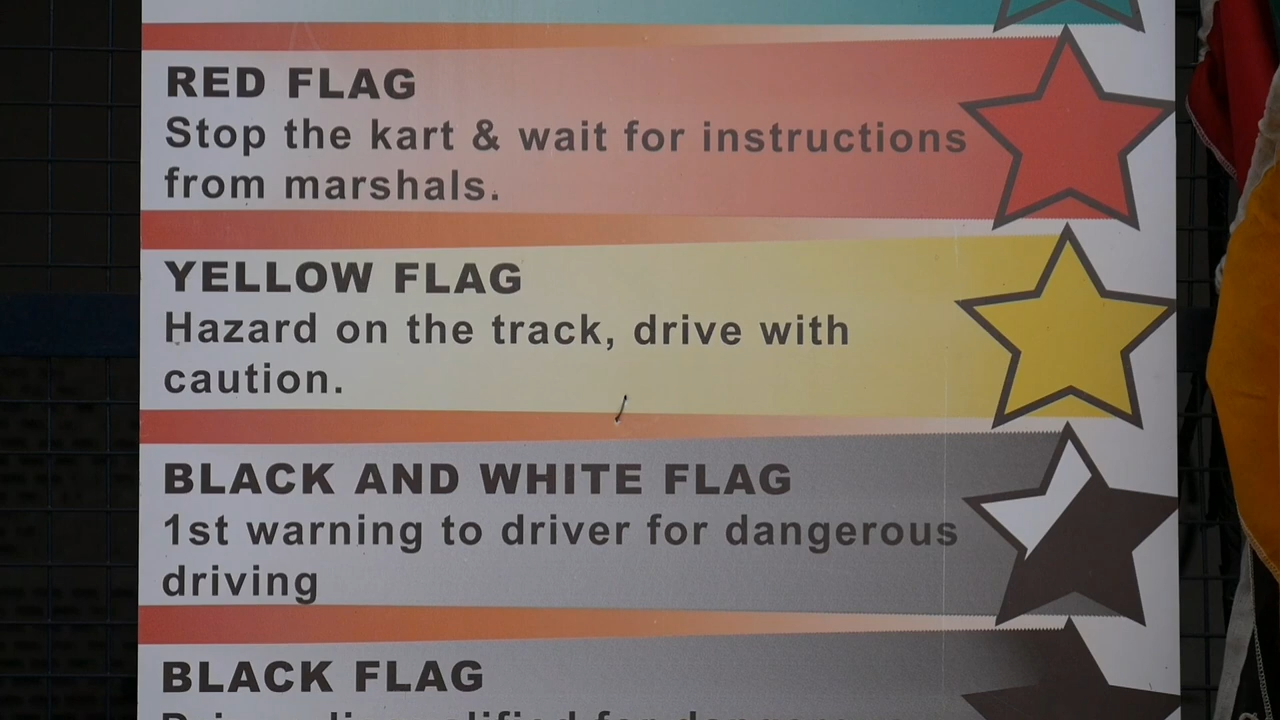 RED FLAG
Stop the kart & wait for instructions
from marshals.
YELLOW FLAG
Hazard on the track, drive with
caution.
BLACK AND WHITE FLAG
1st warning to driver for dangerous
driving
BLACK FLAG